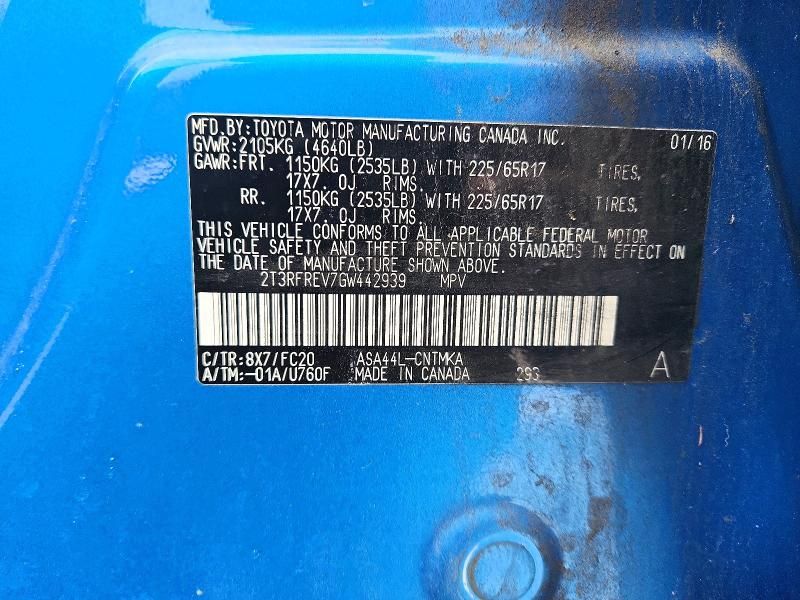 MFD.BY:TOYOTA MOTOR MANUFACTURING CANADA INC. 01/16
GVWR:2105KG (4640LB)
GAWR:FRT. 1150KG (2535LB) WITH 225/65R17 TIRES,
17X7.0J RIMS,
RR. 1150KG (2535LB) WITH 225/65R17 TIRES,
17X7.0J RIMS,
THIS VEHICLE CONFORMS TO ALL APPLICABLE FEDERAL MOTOR
VEHICLE SAFETY AND THEFT PREVENTION STANDARDS IN EFFECT ON
THE DATE OF MANUFACTURE SHOWN ABOVE.
2T3RFREV7GW442939 MPV
C/TR:8X7/FC20 ASA44L-CNTMKA
A/TM:-01A/U760F MADE IN CANADA 293 A